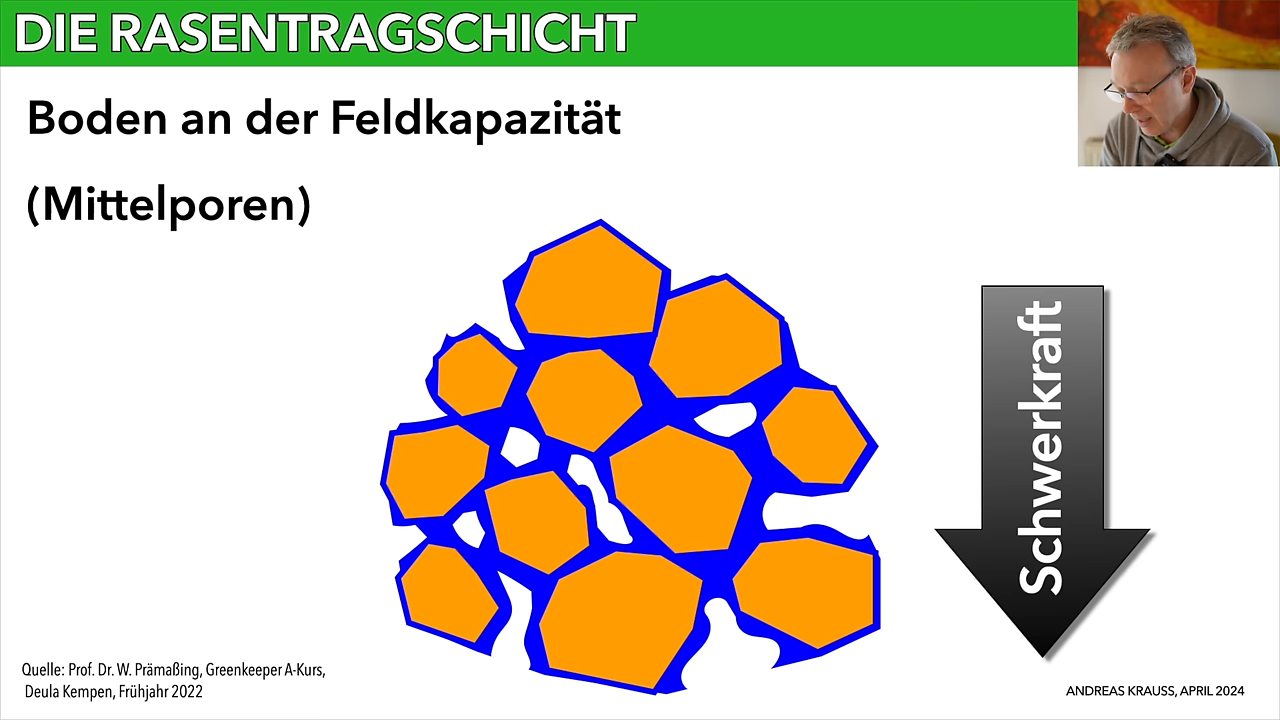 DIE RASENTRAGSCHICHT
Boden an der Feldkapazität
(Mittelporen)
Schwerkraft
Quelle: Prof. Dr. W. Prämaßing, Greenkeeper A-Kurs,
Deula Kempen, Frühjahr 2022
ANDREAS KRAUSS, APRIL 2024